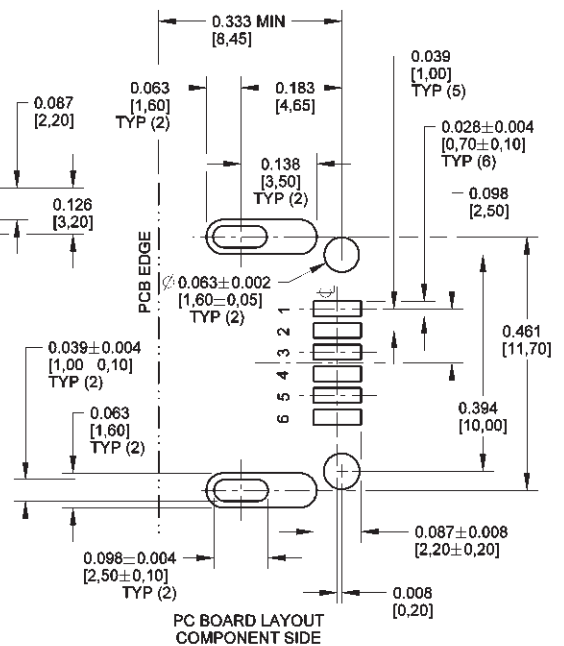 0.333 MIN
[8,45]
0.063
[1,60]
TYP (2)
0.183
[4,65]
0.039
[1,00]
TYP (5)
0.087
[2,20]
0.028±0.004
[0,70±0,10]
TYP (6)
0.138
[3,50]
TYP (2)
0.098
[2,50]
0.126
[3,20]
PCB EDGE
Ø 0.063±0.002
[1,60±0,05]
TYP (2)
1
2
3
4
5
6
0.461
[11,70]
0.039±0.004
[1,00 0,10]
TYP (2)
0.394
[10,00]
0.063
[1,60]
TYP (2)
0.087±0.008
[2,20±0,20]
0.098±0.004
[2,50±0,10]
TYP (2)
0.008
[0,20]
PC BOARD LAYOUT
COMPONENT SIDE